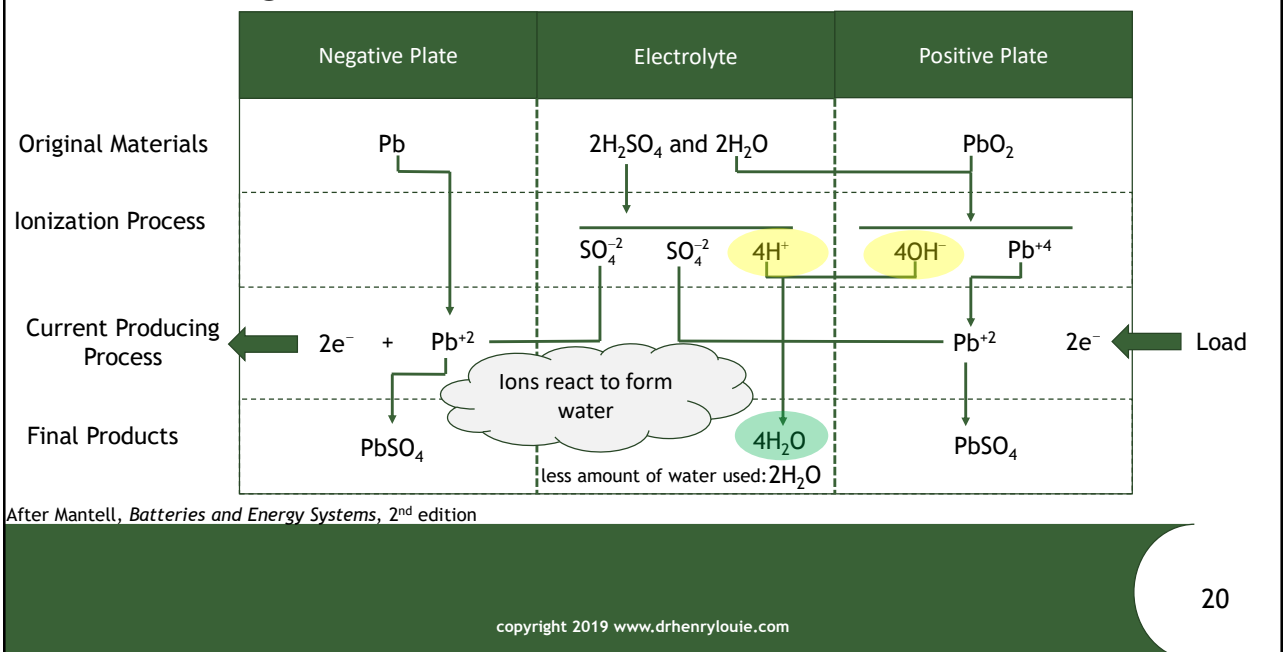 Negative Plate Electrolyte Positive Plate
Original Materials Pb 2H₂SO₄ and 2H₂O PbO₂
Ionization Process
SO₄⁻² SO₄⁻² 4H⁺ 4OH⁻ Pb⁺⁴
Current Producing
Process
2e⁻ + Pb⁺² Pb⁺² 2e⁻ Load
Ions react to form
water
Final Products PbSO₄ 4H₂O PbSO₄
less amount of water used: 2H₂O
After Mantell, Batteries and Energy Systems, 2nd edition
20
copyright 2019 www.drhenrylouie.com